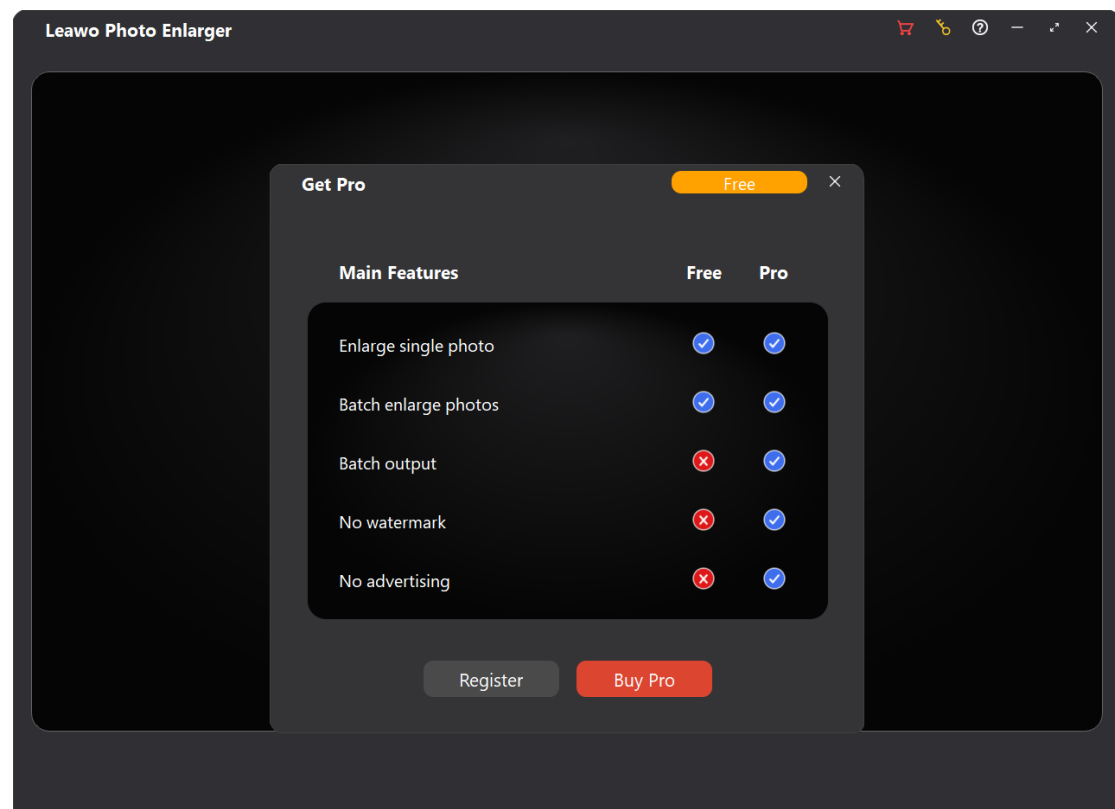 Leawo Photo Enlarger
Get Pro Free
Main Features Free Pro
Enlarge single photo
Batch enlarge photos
Batch output
No watermark
No advertising
Register Buy Pro